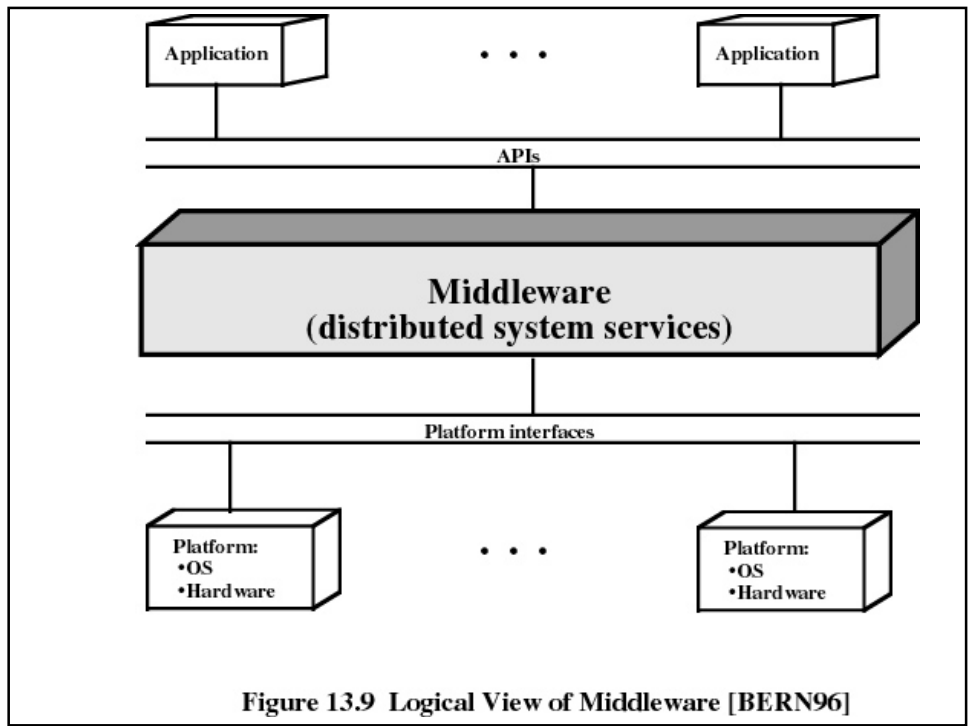 Application
• • •
Application
APIs
Middleware
(distributed system services)
Platform interfaces
Platform:
•OS
•Hardware
• • •
Platform:
•OS
•Hardware
Figure 13.9 Logical View of Middleware [BERN96]